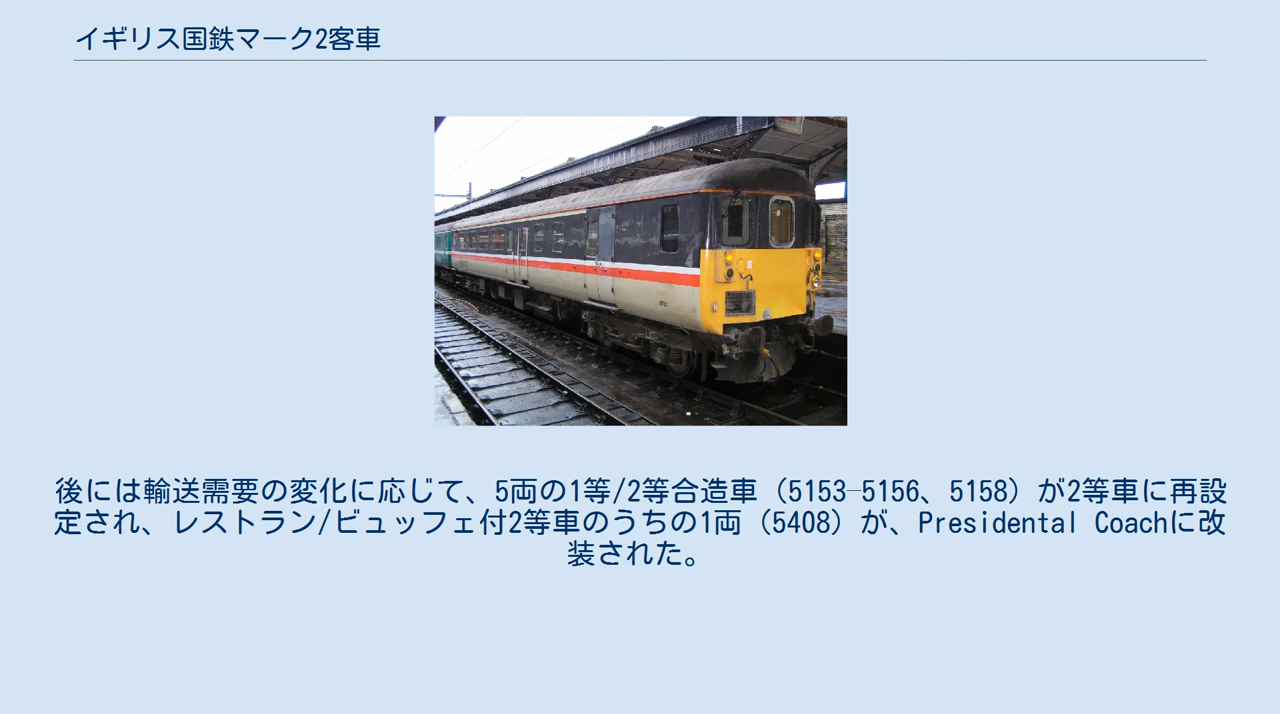 イギリス国鉄マーク2客車
後には輸送需要の変化に応じて、5両の1等/2等合造車（5153–5156、5158）が2等車に再設
定され、レストラン/ビュッフェ付2等車のうちの1両（5408）が、Presidental Coachに改
装された。